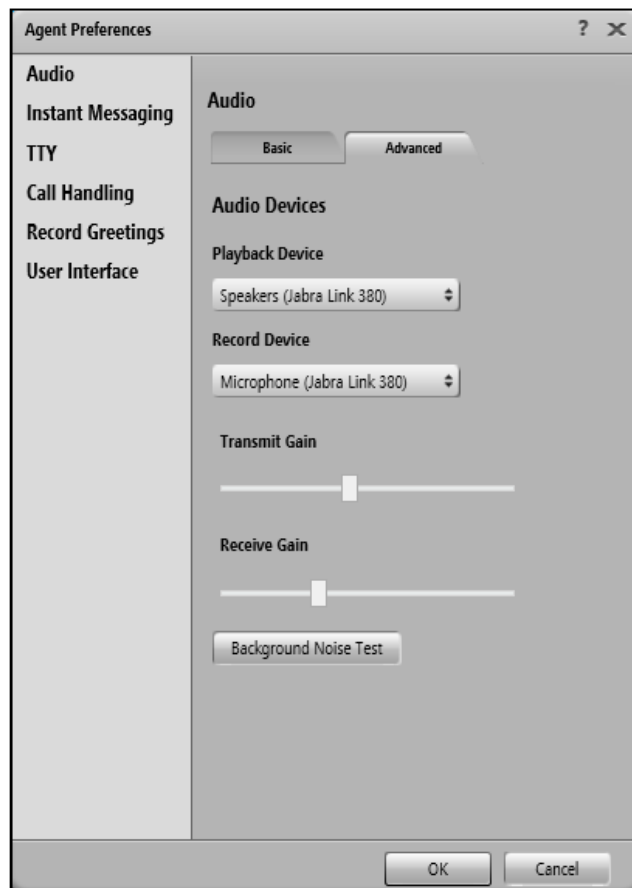 Agent Preferences
?
Audio
Instant Messaging
TTY
Call Handling
Record Greetings
User Interface
Audio
Basic
Advanced
Audio Devices
Playback Device
Speakers (Jabra Link 380)
Record Device
Microphone (Jabra Link 380)
Transmit Gain
Receive Gain
Background Noise Test
OK
Cancel